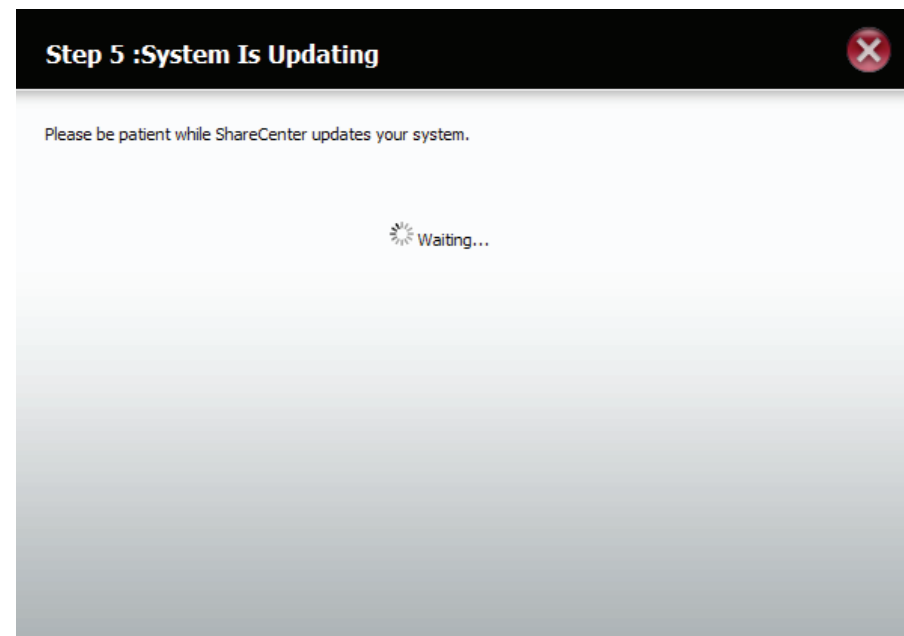 Step 5 :System Is Updating
Please be patient while ShareCenter updates your system.
Waiting...